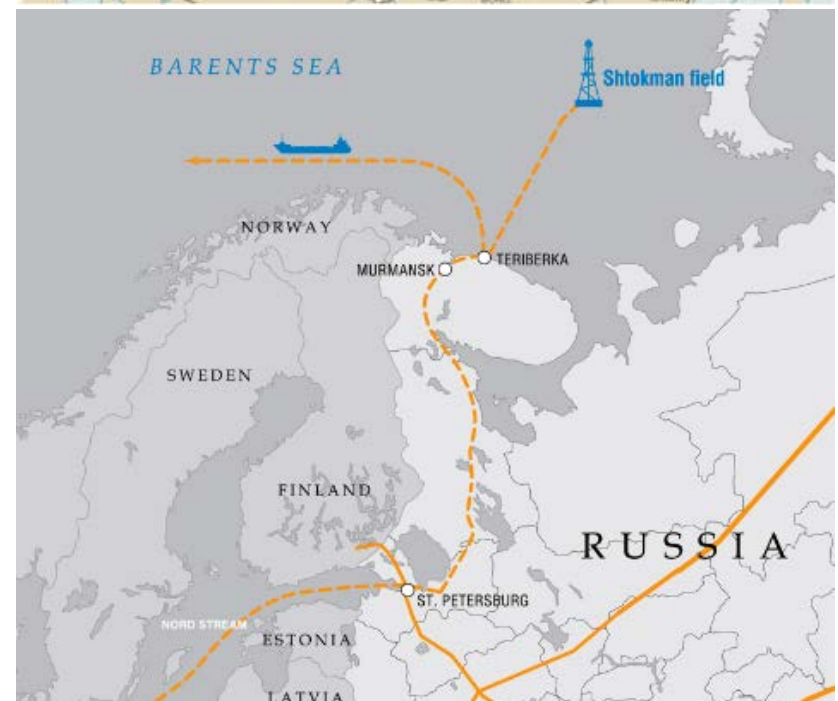 BARENTS SEA
Shtokman field
NORWAY
MURMANSK
TERIBERKA
SWEDEN
FINLAND
RUSSIA
ST. PETERSBURG
NORD STREAM
ESTONIA
LATVIA